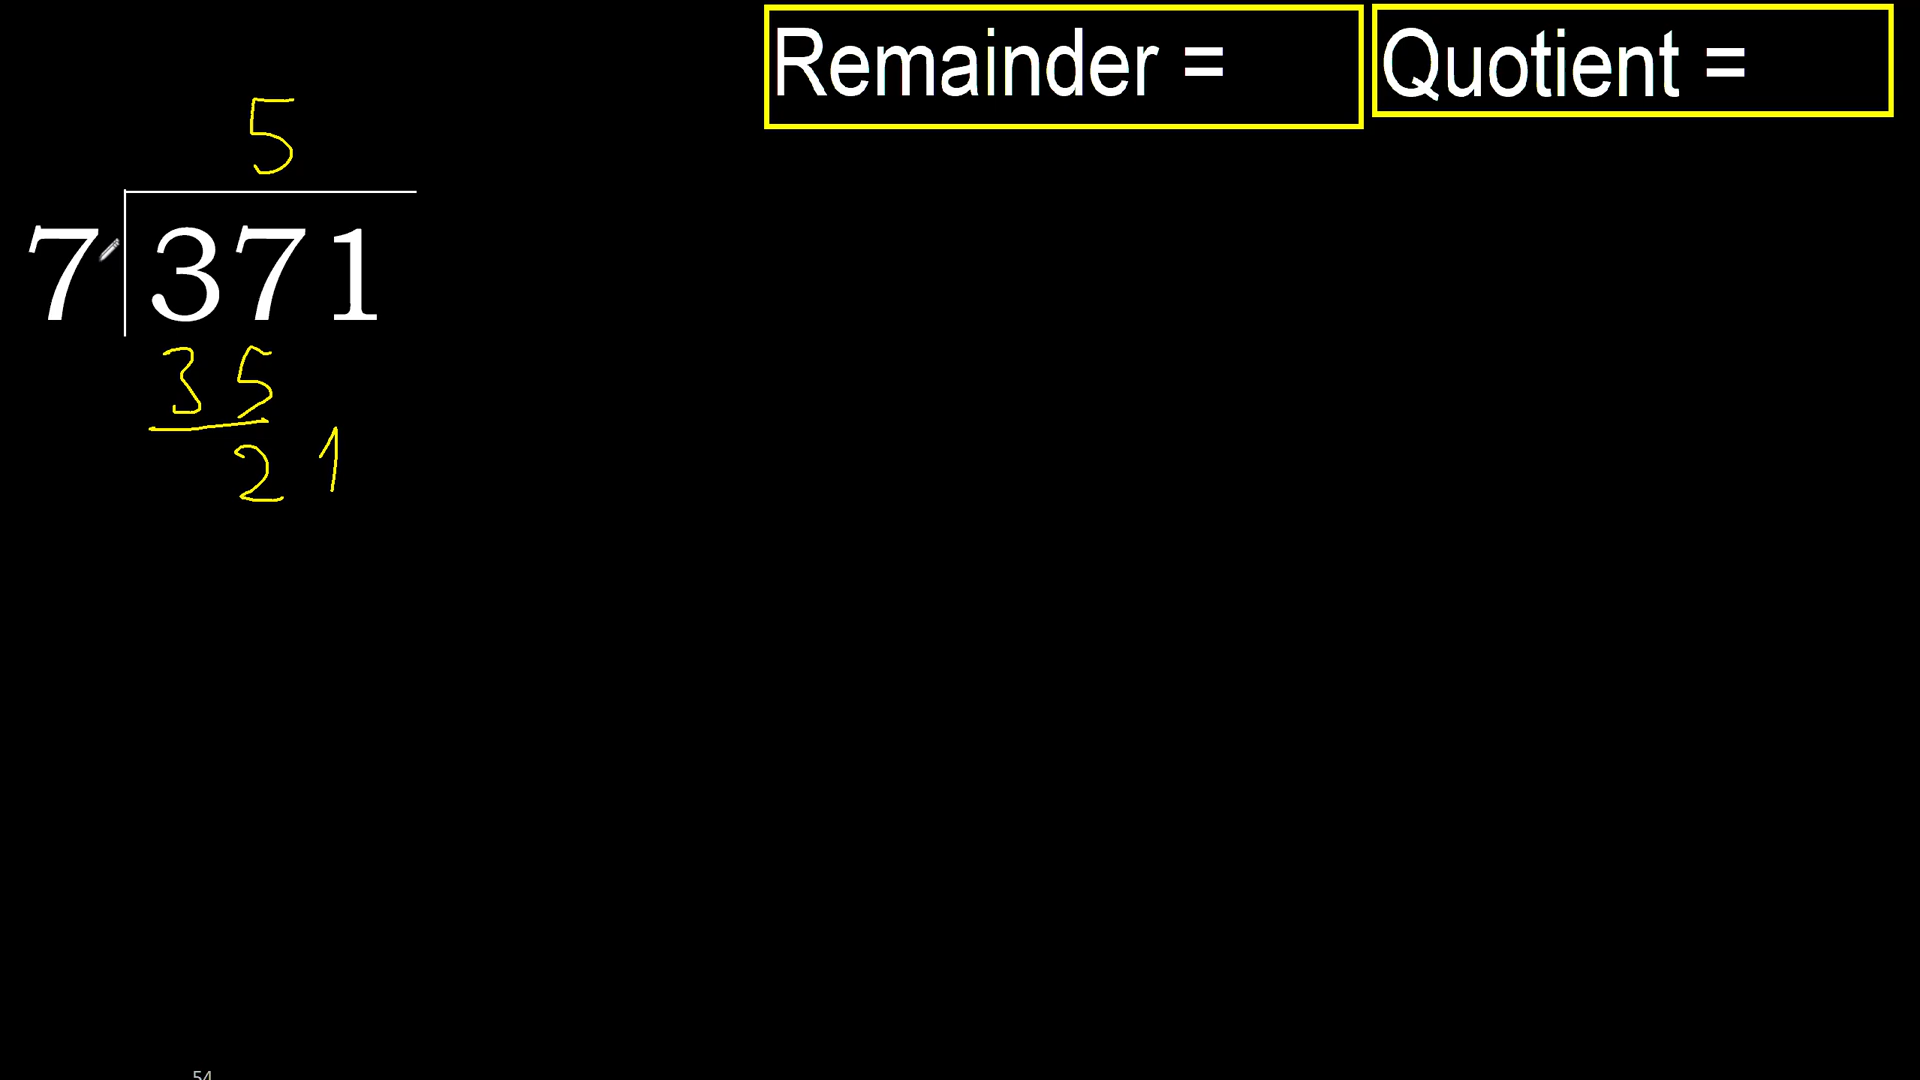 Remainder =
Quotient =
5
7 371
35
21
54